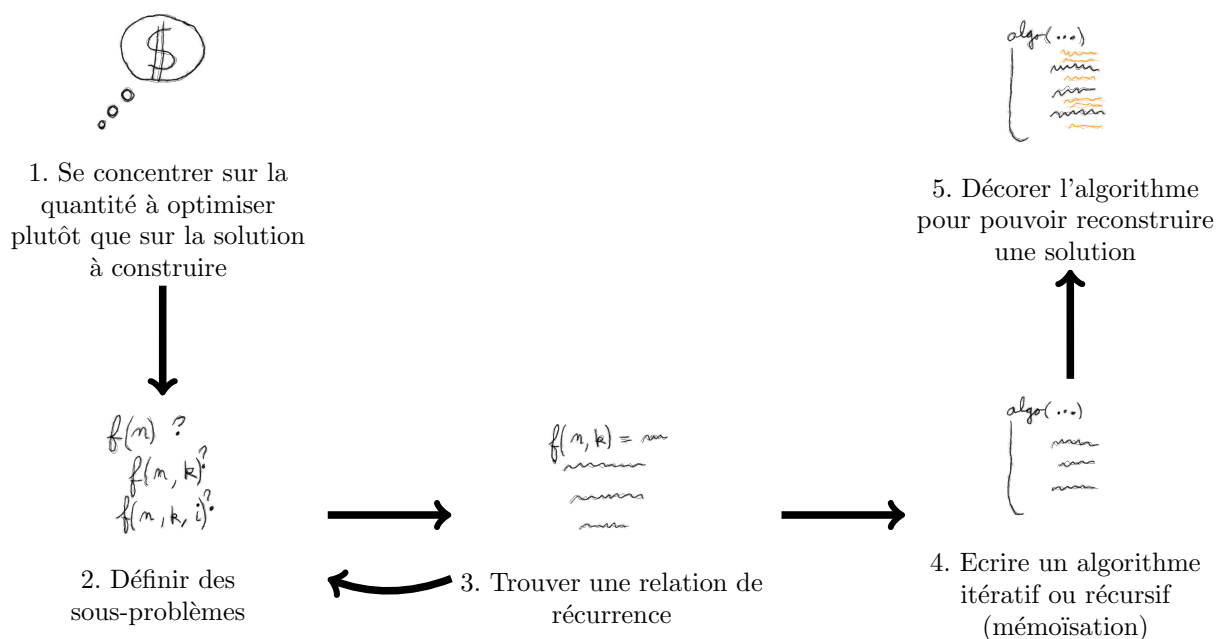 $
1. Se concentrer sur la
quantité à optimiser
plutôt que sur la solution
à construire
f(n) ?
f(n, k)?
f(n, k, i)?
2. Définir des
sous-problèmes
f(n, k) =
3. Trouver une relation de
récurrence
algo(...)
4. Ecrire un algorithme
itératif ou récursif
(mémoïsation)
algo(...)
5. Décorer l'algorithme
pour pouvoir reconstruire
une solution